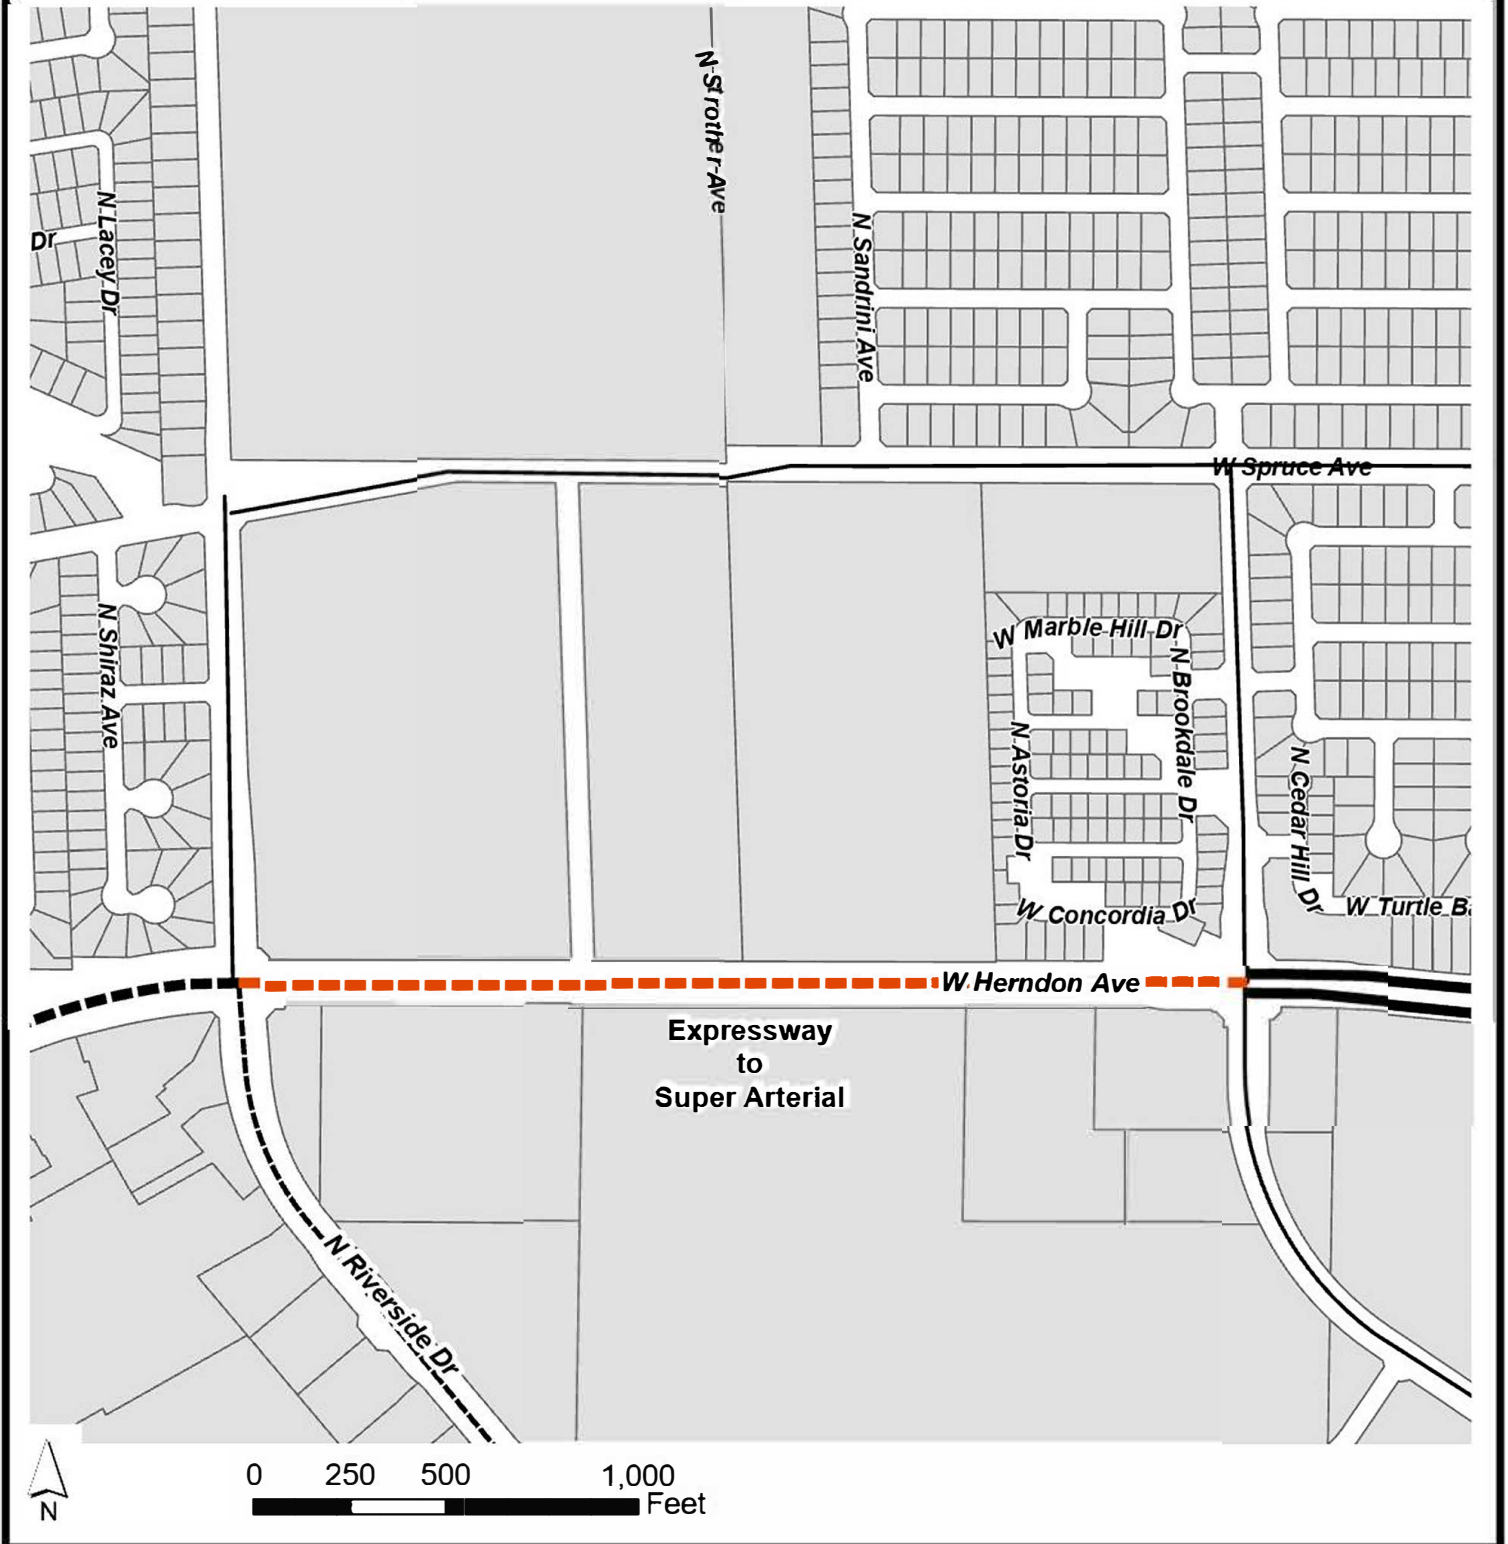 N Strother Ave
N Lacey Dr
Dr
N Sandrini Ave
W Spruce Ave
N Shiraz Ave
W Marble Hill Dr
N Brookdale Dr
N Astoria Dr
N Cedar Hill Dr
W Concordia Dr
W Turtle Ba
W Herndon Ave
Expressway
to
Super Arterial
N Riverside Dr
0 250 500 1,000
Feet
N